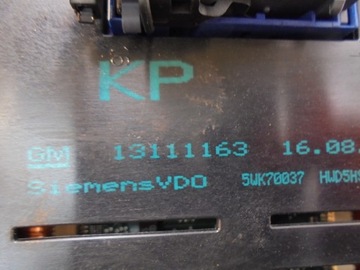 KP
GM 13111163 16.08.
SiemensVDO 5WK70037 HWD5HS